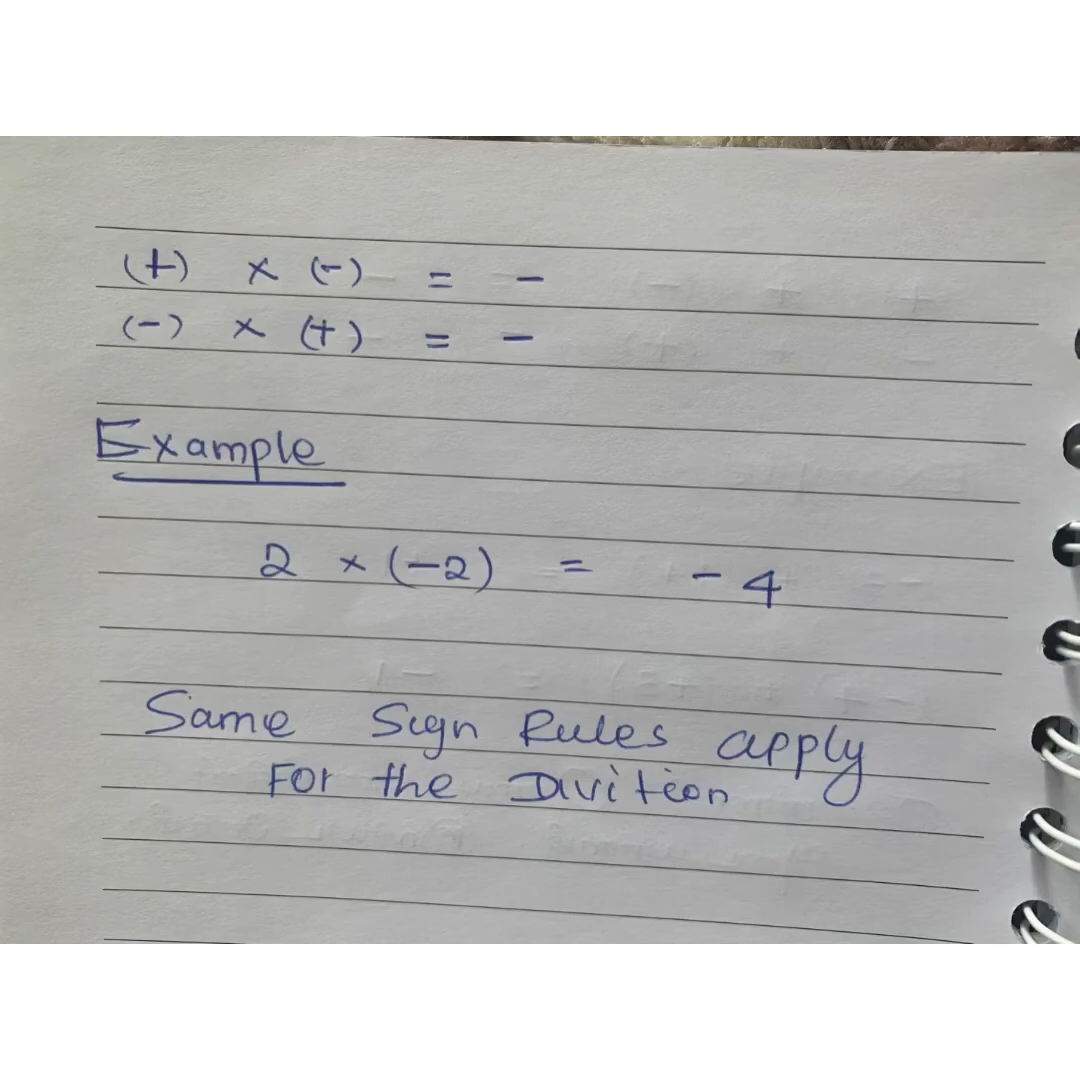 (+) × (-) = -
(-) × (+) = -
Example
2 × (-2) = - 4
Same Sign Rules apply
For the Divition